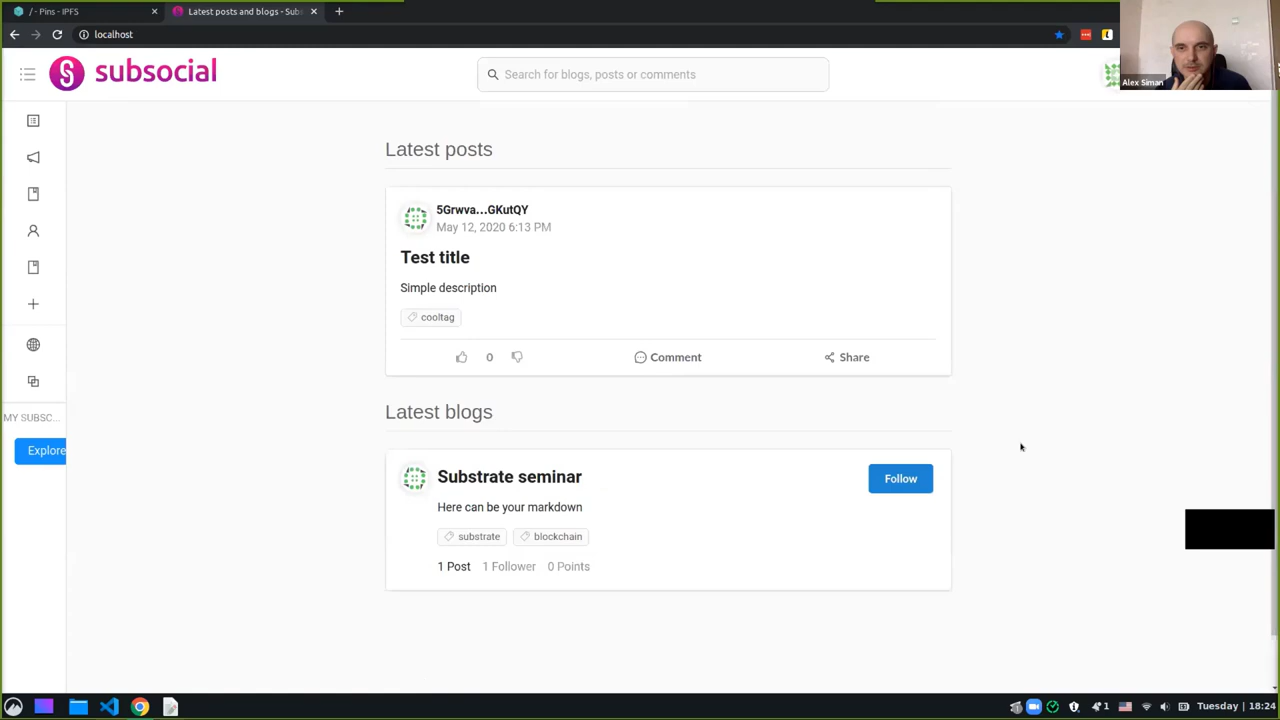 / - Pins - IPFS
Latest posts and blogs - Subs
localhost
subsocial
Search for blogs, posts or comments
Alex Siman
Latest posts
5Grwva...GKutQY
May 12, 2020 6:13 PM
Test title
Simple description
cooltag
0
Comment
Share
Latest blogs
MY SUBSC...
Explore
Substrate seminar
Follow
Here can be your markdown
substrate
blockchain
1 Post 1 Follower 0 Points
1
Tuesday | 18:24